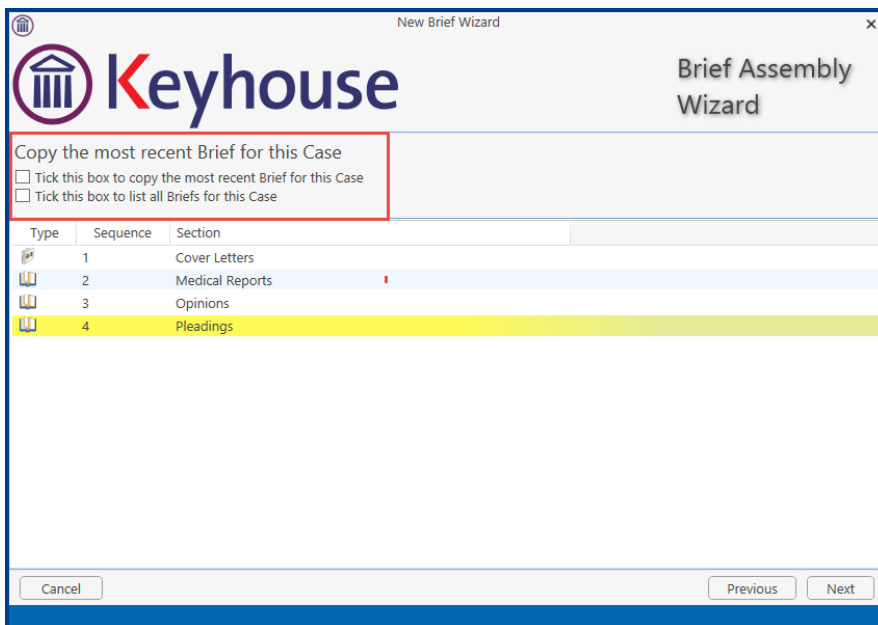 New Brief Wizard
Keyhouse
Brief Assembly
Wizard
Copy the most recent Brief for this Case
Tick this box to copy the most recent Brief for this Case
Tick this box to list all Briefs for this Case
Type Sequence Section
1 Cover Letters
2 Medical Reports
3 Opinions
4 Pleadings
Cancel Previous Next